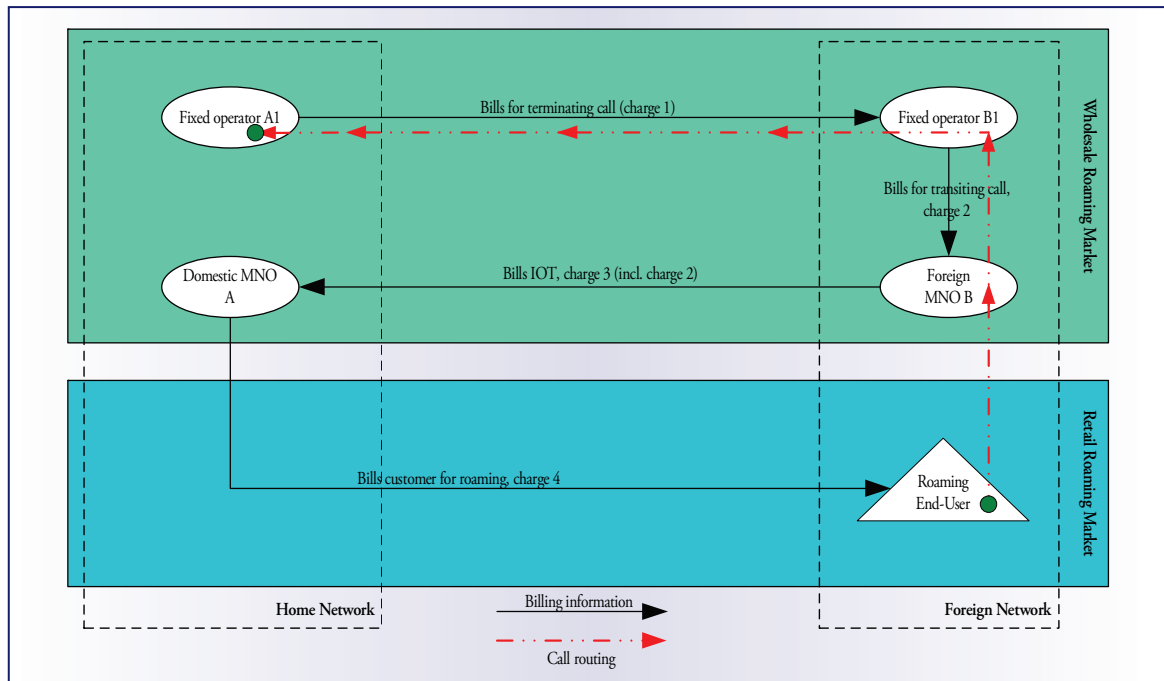 Fixed operator A1
Bills for terminating call (charge 1)
Fixed operator B1
Bills for transiting call,
charge 2
Wholesale Roaming Market
Domestic MNO
A
Bills IOT, charge 3 (incl. charge 2)
Foreign
MNO B
Retail Roaming Market
Bills customer for roaming, charge 4
Roaming
End-User
Home Network
Billing information
Foreign Network
Call routing